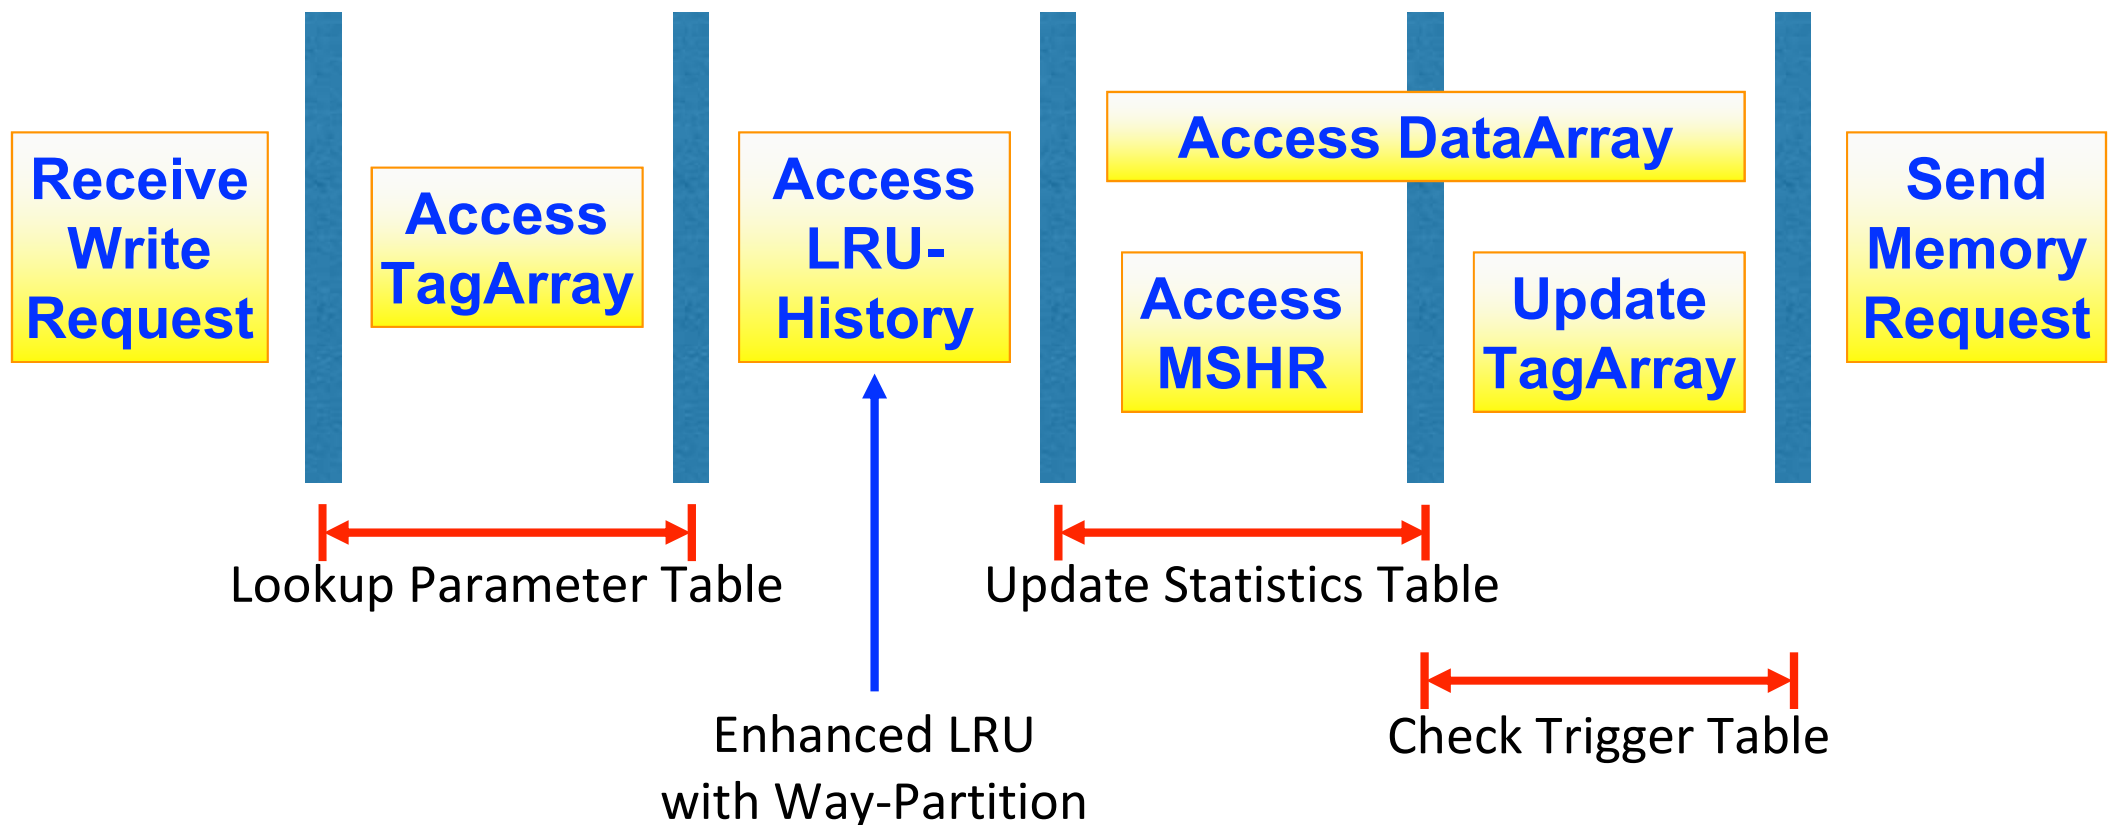 Receive
Write
Request
Access
TagArray
Access
LRU-
History
Access DataArray
Access
MSHR
Update
TagArray
Send
Memory
Request
Lookup Parameter Table
Update Statistics Table
Enhanced LRU
with Way-Partition
Check Trigger Table